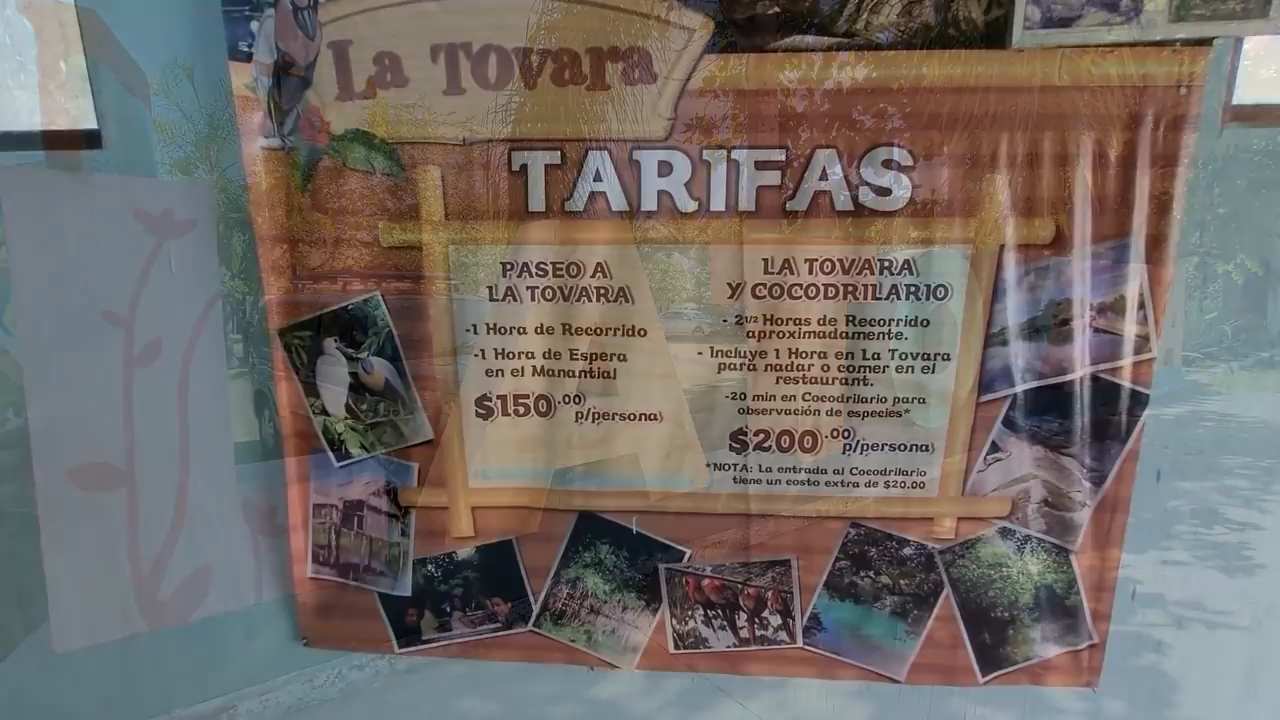 La Tovara
TARIFAS
PASEO A
LA TOVARA
-1 Hora de Recorrido
-1 Hora de Espera
en el Manantial
$150.00 p/persona)
LA TOVARA
Y COCODRILARIO
- 2 1/2 Horas de Recorrido
aproximadamente.
- Incluye 1 Hora en La Tovara
para nadar o comer en el
restaurant.
-20 min en Cocodrilario para
observación de especies*
$200.00 p/persona)
*NOTA: La entrada al Cocodrilario
tiene un costo extra de $20.00